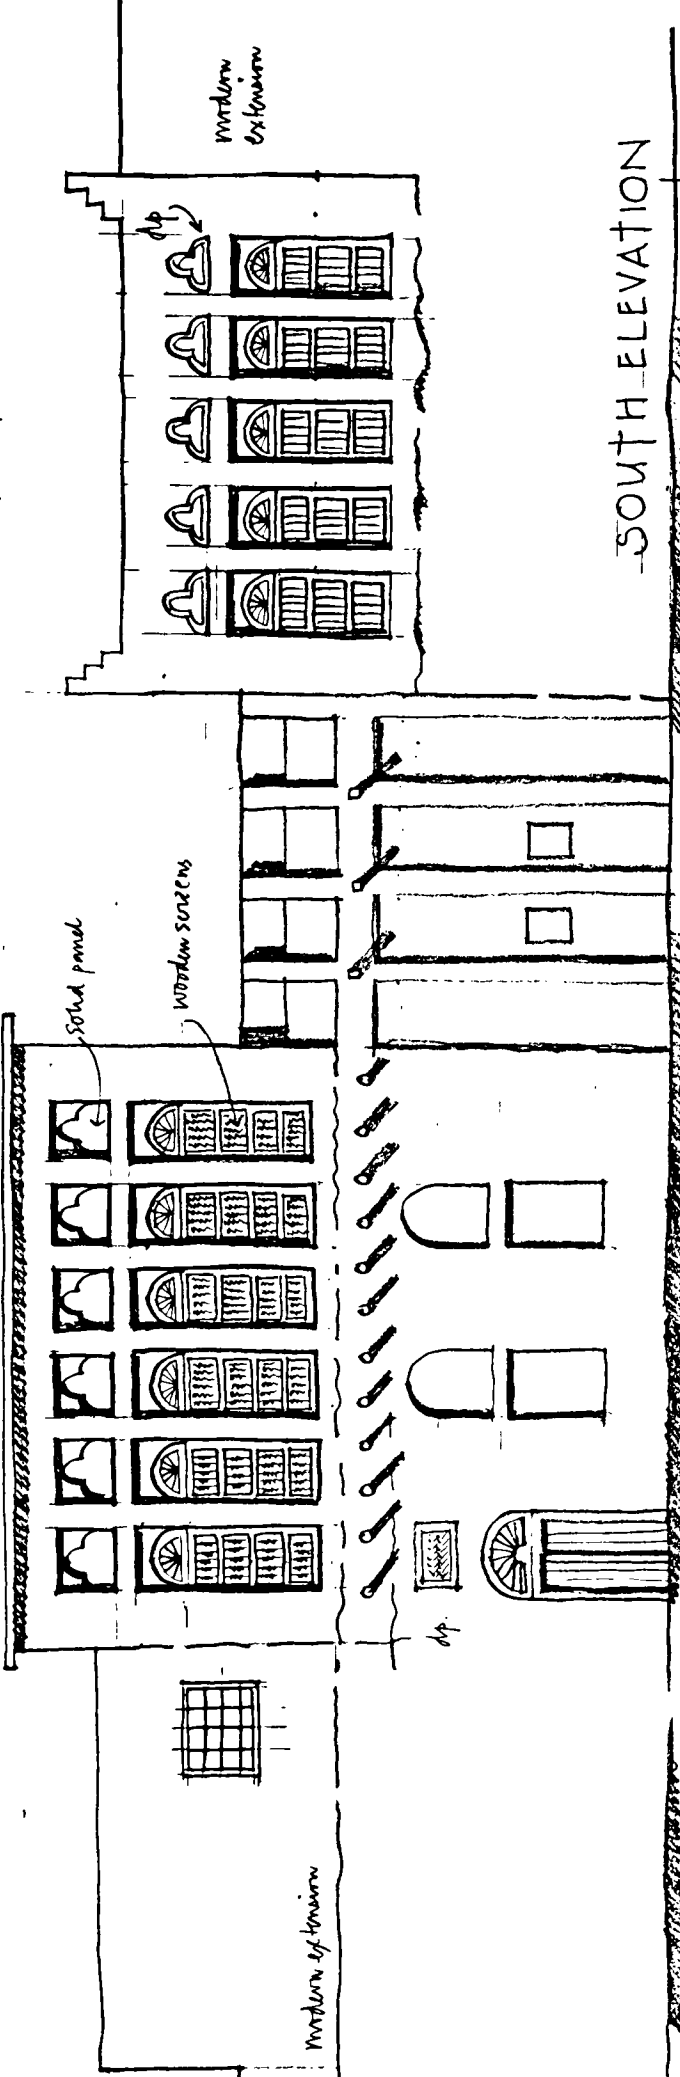 modern extension
solid panel
wooden screens
dp.
dp
modern
extension
SOUTH ELEVATION